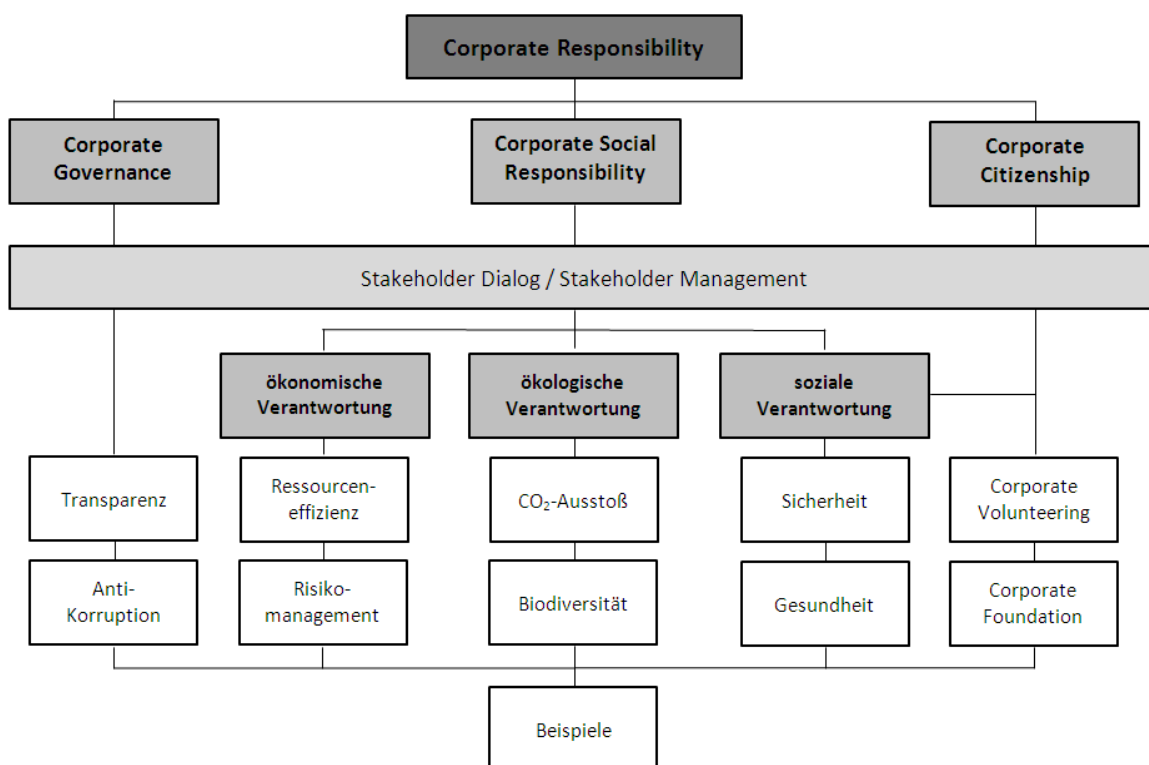 Corporate Responsibility
Corporate
Governance
Corporate Social
Responsibility
Corporate
Citizenship
Stakeholder Dialog / Stakeholder Management
ökonomische
Verantwortung
ökologische
Verantwortung
soziale
Verantwortung
Transparenz
Ressourcen-
effizienz
CO₂-Ausstoß
Sicherheit
Corporate
Volunteering
Anti-
Korruption
Risiko-
management
Biodiversität
Gesundheit
Corporate
Foundation
Beispiele